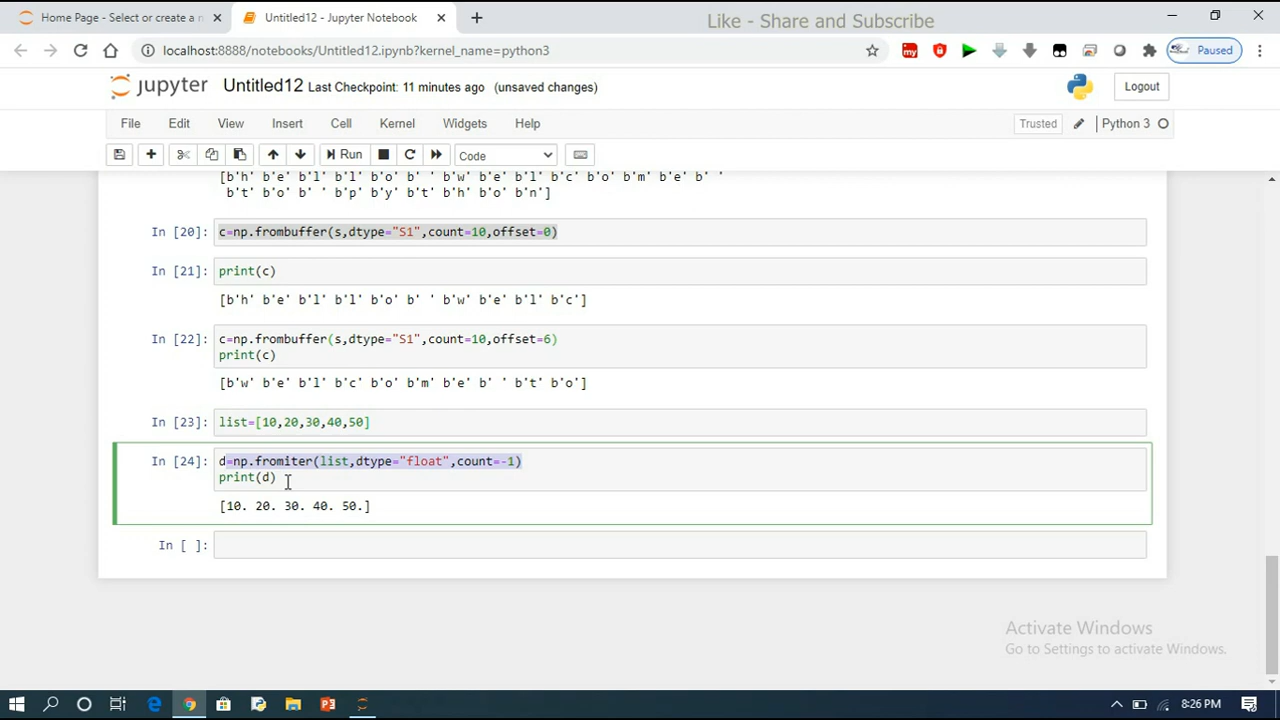 Home Page - Select or create a n
Untitled12 - Jupyter Notebook
Like - Share and Subscribe
localhost:8888/notebooks/Untitled12.ipynb?kernel_name=python3
my
Paused
jupyter Untitled12 Last Checkpoint: 11 minutes ago (unsaved changes)
Logout
File Edit View Insert Cell Kernel Widgets Help
Trusted
Python 3
Run
Code
[b'h' b'e' b'l' b'l' b'o' b' ' b'w' b'e' b'l' b'c' b'o' b'm' b'e' b' '
b't' b'o' b' ' b'p' b'y' b't' b'h' b'o' b'n']
In [20]: c=np.frombuffer(s,dtype="S1",count=10,offset=0)
In [21]: print(c)
[b'h' b'e' b'l' b'l' b'o' b' ' b'w' b'e' b'l' b'c']
In [22]: c=np.frombuffer(s,dtype="S1",count=10,offset=6)
print(c)
[b'w' b'e' b'l' b'c' b'o' b'm' b'e' b' ' b't' b'o']
In [23]: list=[10,20,30,40,50]
In [24]: d=np.fromiter(list,dtype="float",count=-1)
print(d)
[10. 20. 30. 40. 50.]
In [ ]:
Activate Windows
Go to Settings to activate Windows.
8:26 PM